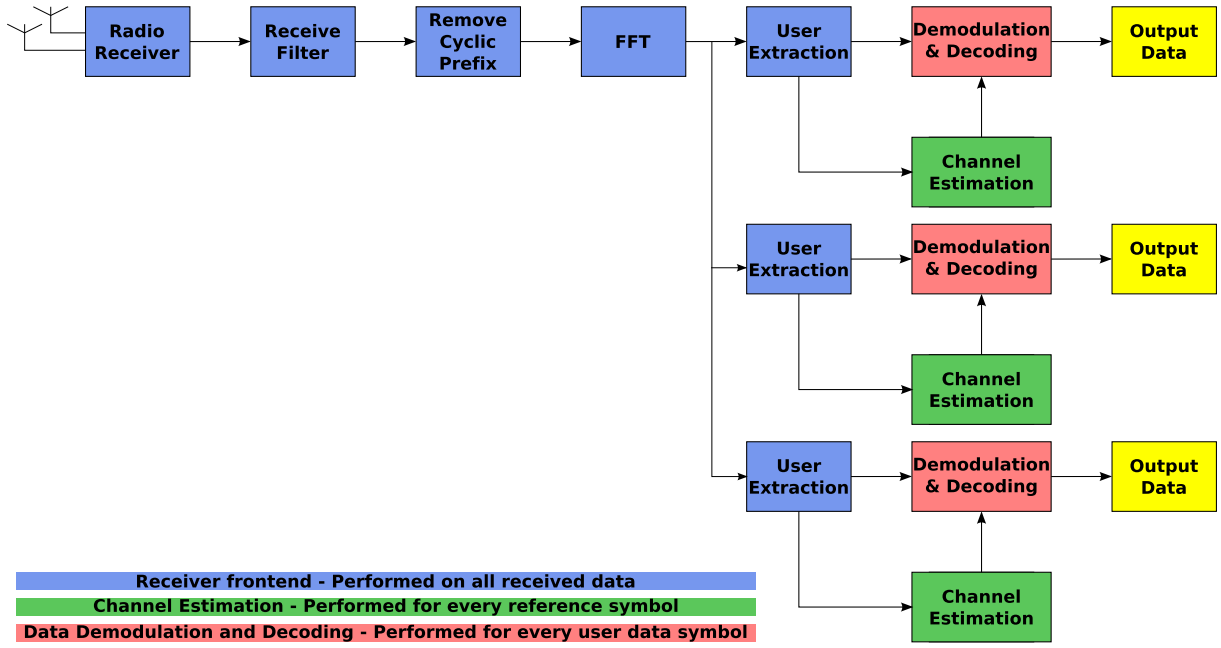 Radio
Receiver
Receive
Filter
Remove
Cyclic
Prefix
FFT
User
Extraction
Demodulation
& Decoding
Output
Data
Channel
Estimation
User
Extraction
Demodulation
& Decoding
Output
Data
Channel
Estimation
User
Extraction
Demodulation
& Decoding
Output
Data
Channel
Estimation
Receiver frontend - Performed on all received data
Channel Estimation - Performed for every reference symbol
Data Demodulation and Decoding - Performed for every user data symbol